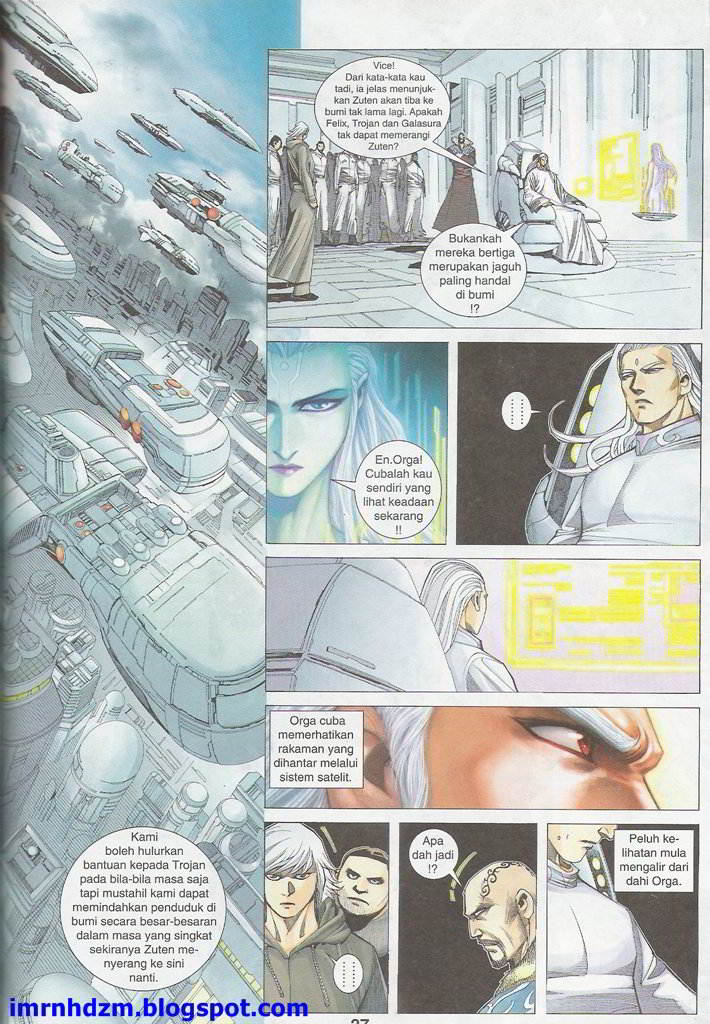 Vice!
Dari kata-kata kau
tadi, ia jelas menunjuk-
kan Zuten akan tiba ke
bumi tak lama lagi. Apakah
Felix, Trojan dan Galasura
tak dapat memerangi
Zuten?
Bukankah
mereka bertiga
merupakan jaguh
paling handal
di bumi
!?
En.Orga!
Cubalah kau
sendiri yang
lihat keadaan
sekarang
!!
Orga cuba
memerhatikan
rakaman yang
dihantar melalui
sistem satelit.
Kami
boleh hulurkan
bantuan kepada Trojan
pada bila-bila masa saja
tapi mustahil kami dapat
memindahkan penduduk di
bumi secara besar-besaran
dalam masa yang singkat
sekiranya Zuten me-
nyerang ke sini
nanti.
Apa
dah jadi
!?
Peluh ke-
lihatan mula
mengalir dari
dahi Orga.
imrnhdzm.blogspot.com
27